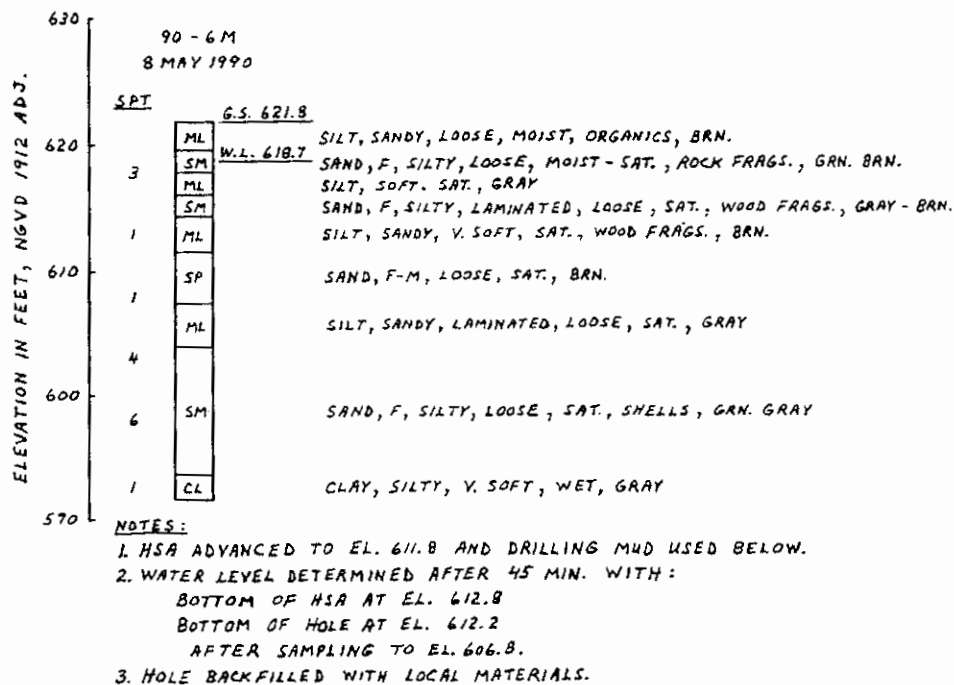 ELEVATION IN FEET, NGVD 1912 ADJ.
630
90 - 6M
8 MAY 1990
SPT
G.S. 621.8
620
ML SILT, SANDY, LOOSE, MOIST, ORGANICS, BRN.
W.L. 618.7
3 SM SAND, F, SILTY, LOOSE, MOIST - SAT., ROCK FRAGS., GRN. BRN.
ML SILT, SOFT. SAT., GRAY
SM SAND, F, SILTY, LAMINATED, LOOSE, SAT., WOOD FRAGS., GRAY - BRN.
1 ML SILT, SANDY, V. SOFT, SAT., WOOD FRAGS., BRN.
610
SP SAND, F-M, LOOSE, SAT., BRN.
1
ML SILT, SANDY, LAMINATED, LOOSE, SAT., GRAY
4
600
6 SM SAND, F, SILTY, LOOSE, SAT., SHELLS, GRN. GRAY
1 CL CLAY, SILTY, V. SOFT, WET, GRAY
570
NOTES:
1. HSA ADVANCED TO EL. 611.8 AND DRILLING MUD USED BELOW.
2. WATER LEVEL DETERMINED AFTER 45 MIN. WITH:
BOTTOM OF HSA AT EL. 612.8
BOTTOM OF HOLE AT EL. 612.2
AFTER SAMPLING TO EL. 606.8.
3. HOLE BACKFILLED WITH LOCAL MATERIALS.